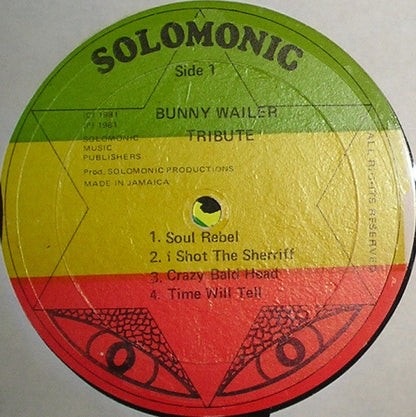 SOLOMONIC
Side 1
(C) 1981
(P) 1981
BUNNY WAILER
TRIBUTE
SOLOMONIC
MUSIC
PUBLISHERS
Prod. SOLOMONIC PRODUCTIONS
MADE IN JAMAICA
ALL RIGHTS RESERVED
1. Soul Rebel
2. i Shot The Sherriff
3. Crazy Bald Head
4. Time Will Tell